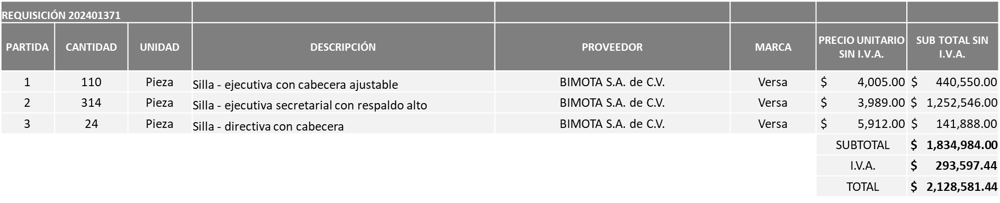 REQUISICIÓN 202401371
PARTIDA CANTIDAD UNIDAD DESCRIPCIÓN PROVEEDOR MARCA PRECIO UNITARIO SIN I.V.A. SUB TOTAL SIN I.V.A.
1 110 Pieza Silla - ejecutiva con cabecera ajustable BIMOTA S.A. de C.V. Versa $ 4,005.00 $ 440,550.00
2 314 Pieza Silla - ejecutiva secretarial con respaldo alto BIMOTA S.A. de C.V. Versa $ 3,989.00 $ 1,252,546.00
3 24 Pieza Silla - directiva con cabecera BIMOTA S.A. de C.V. Versa $ 5,912.00 $ 141,888.00
SUBTOTAL $ 1,834,984.00
I.V.A. $ 293,597.44
TOTAL $ 2,128,581.44